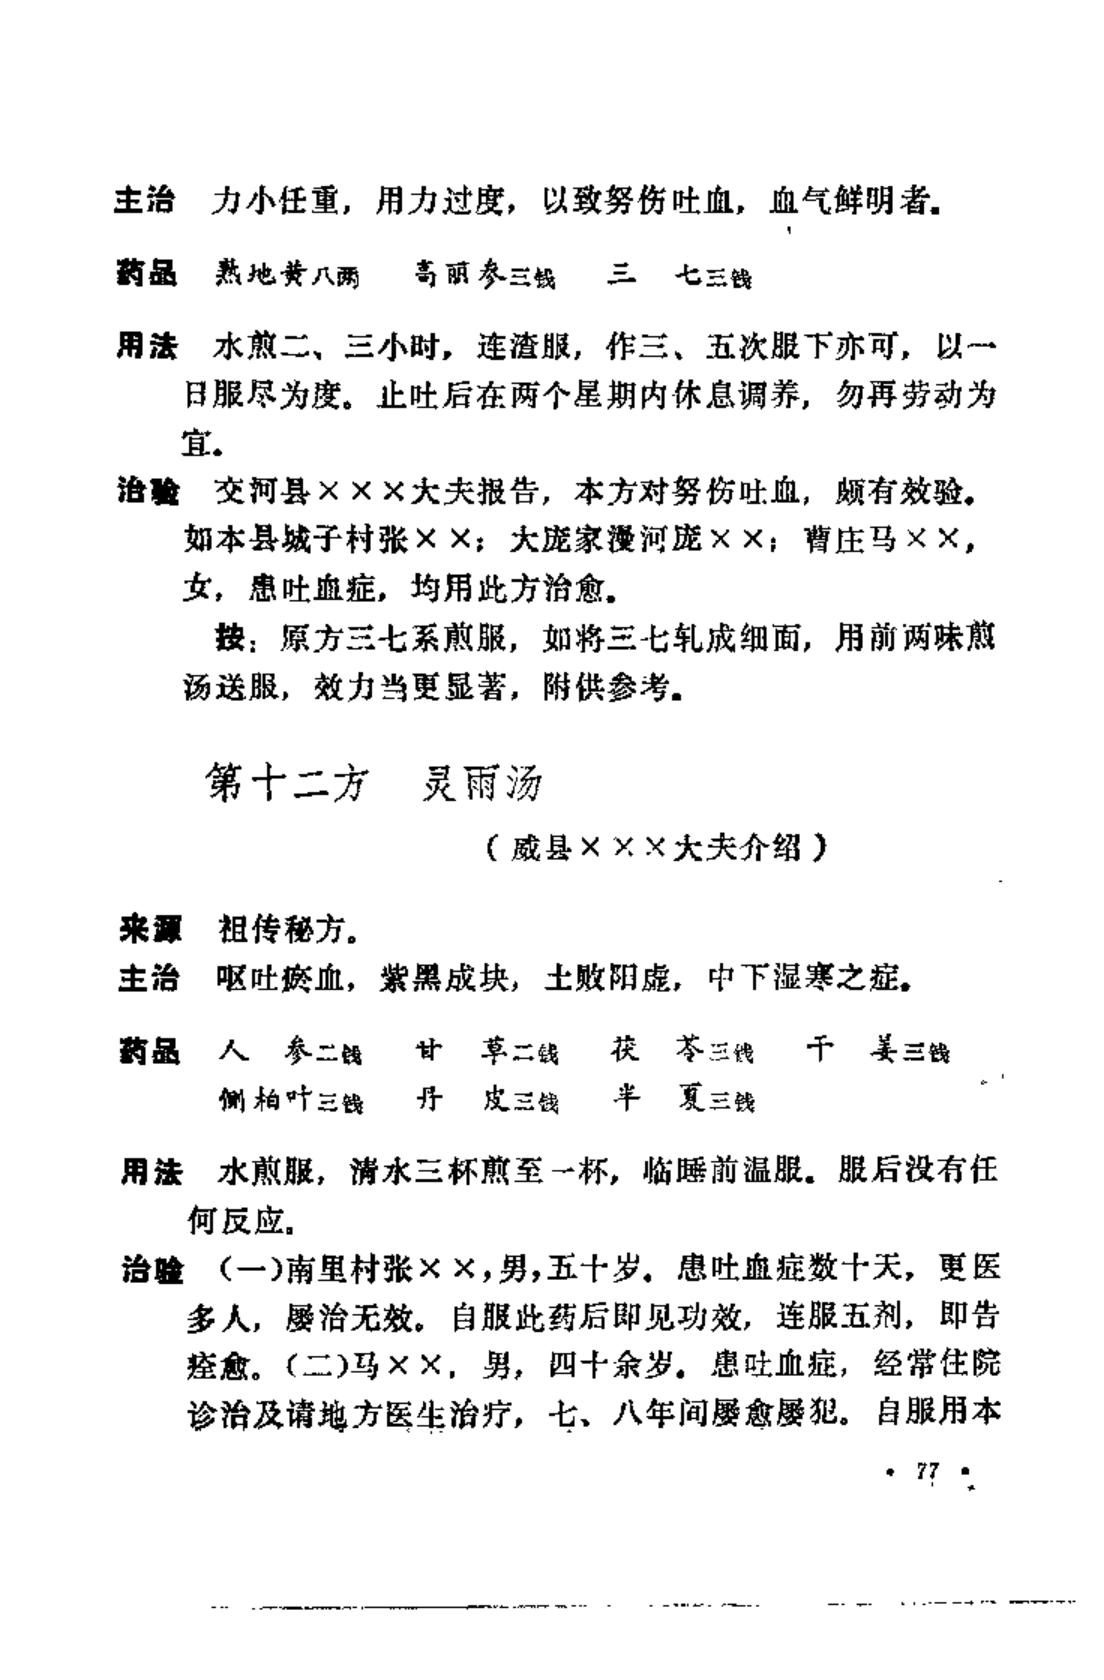 主治　力小任重，用力过度，以致努伤吐血，血气鲜明者。
药品　熟地黄八两　高丽参三钱　三　七三钱
用法　水煎二、三小时，连渣服，作三、五次服下亦可，以一
日服尽为度。止吐后在两个星期内休息调养，勿再劳动为
宜。
治验　交河县×××大夫报告，本方对努伤吐血，颇有效验。
如本县城子村张××；大庞家漫河庞××；曹庄马××，
女，患吐血症，均用此方治愈。
按：原方三七系煎服，如将三七轧成细面，用前两味煎
汤送服，效力当更显著，附供参考。
第十二方　灵雨汤
（威县×××大夫介绍）
来源　祖传秘方。
主治　呕吐瘀血，紫黑成块，土败阳虚，中下湿寒之症。
药品　人　参二钱　甘　草二钱　茯　苓三钱　干　姜三钱
侧柏叶三钱　丹　皮三钱　半　夏三钱
用法　水煎服，清水三杯煎至一杯，临睡前温服。服后没有任
何反应。
治验　（一）南里村张××，男，五十岁。患吐血症数十天，更医
多人，屡治无效。自服此药后即见功效，连服五剂，即告
痊愈。（二）马××，男，四十余岁。患吐血症，经常住院
诊治及请地方医生治疗，七、八年间屡愈屡犯。自服用本
• 77 •